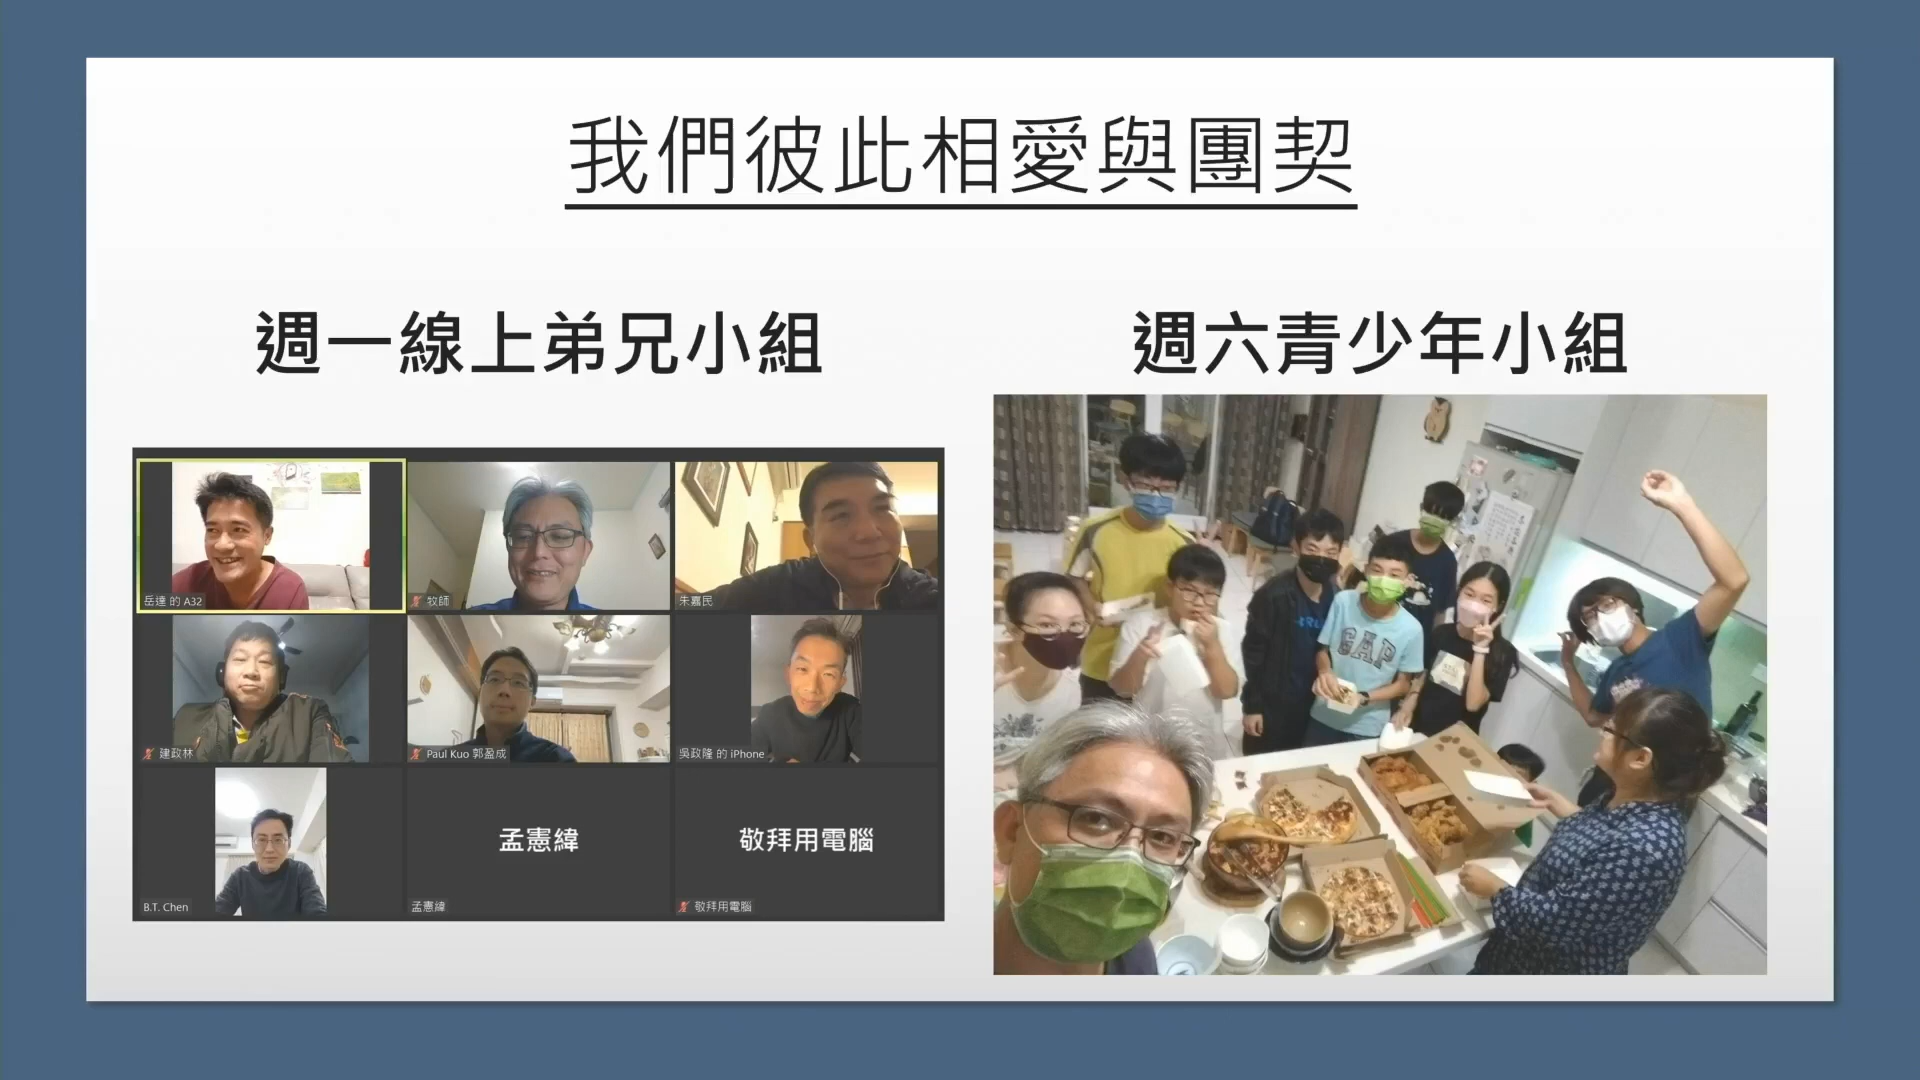 我們彼此相愛與團契
週一線上弟兄小組
週六青少年小組
岳達 的 A32
牧師
朱嘉民
建政林
Paul Kuo 郭盈成
吳政隆 的 iPhone
孟憲緯
敬拜用電腦
B.T. Chen
孟憲緯
敬拜用電腦
GAP